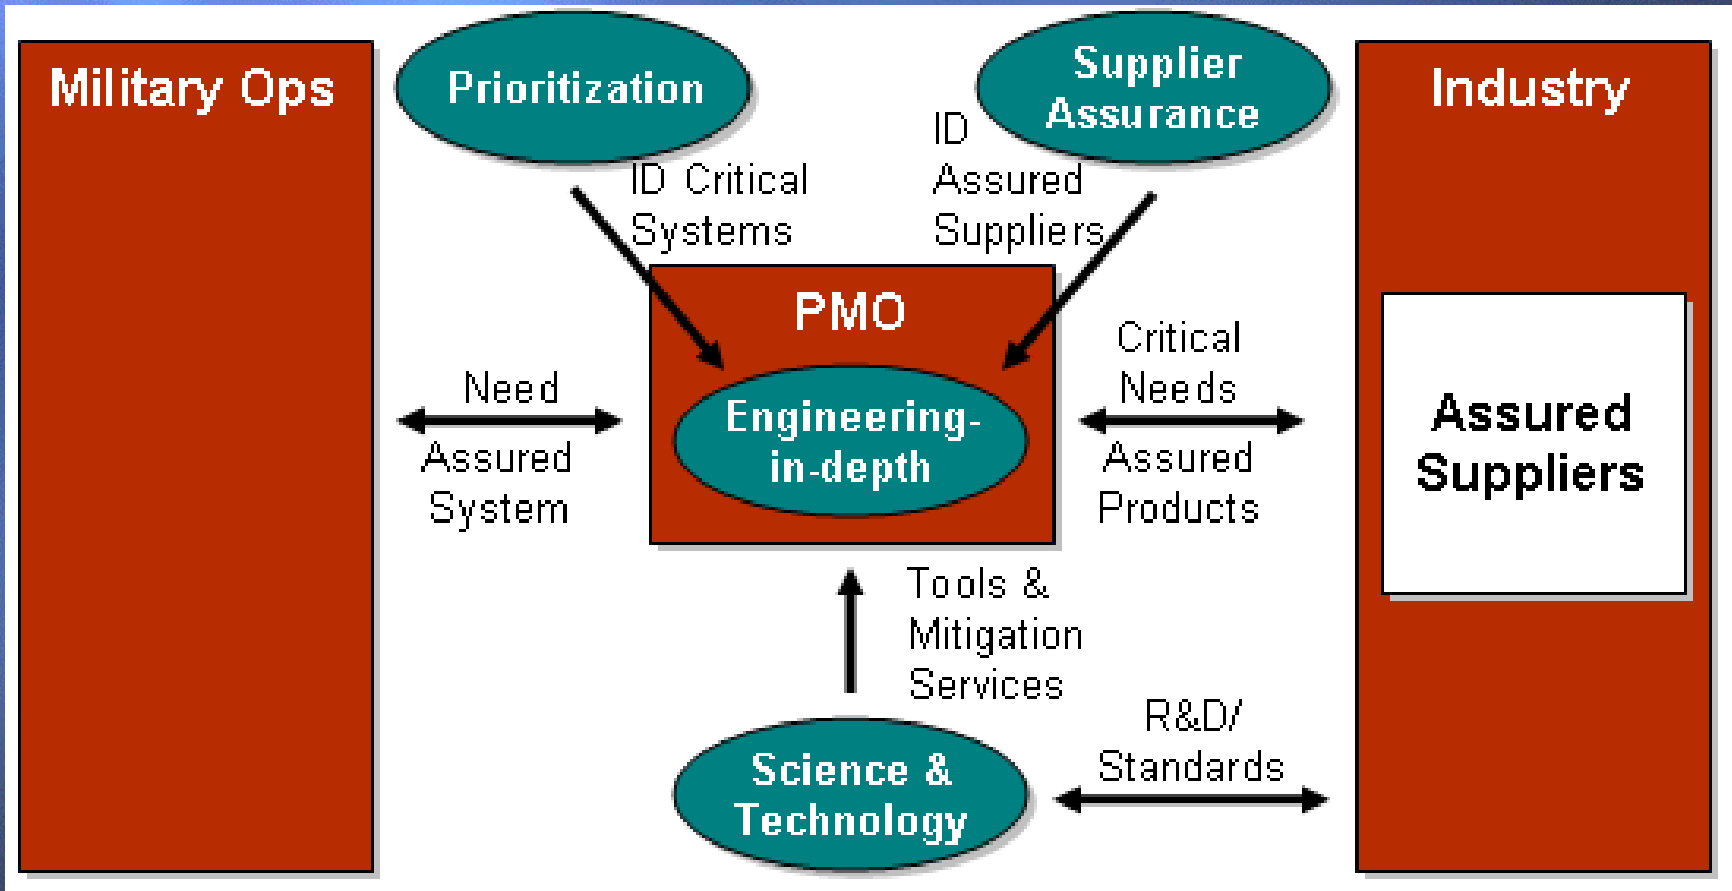 Military Ops
Prioritization
Supplier
Assurance
Industry
ID Critical
Systems
ID
Assured
Suppliers
PMO
Engineering-
in-depth
Need
Assured
System
Critical
Needs
Assured
Products
Assured
Suppliers
Tools &
Mitigation
Services
Science &
Technology
R&D/
Standards